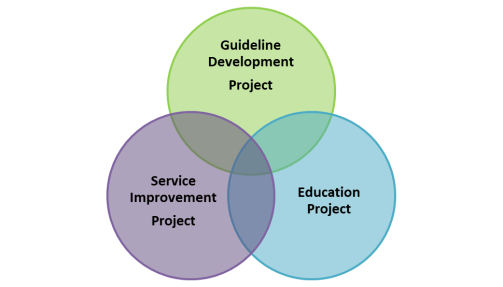 Guideline
Development
Project
Service
Improvement
Project
Education
Project